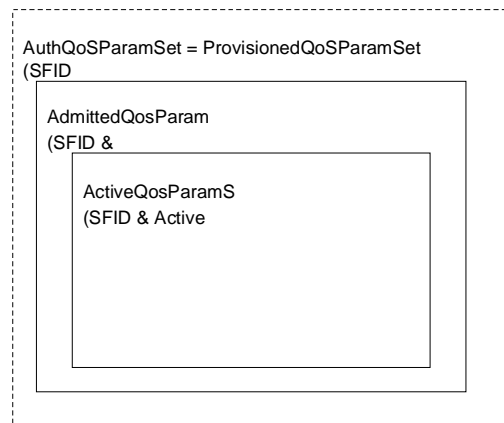 AuthQoSParamSet = ProvisionedQoSParamSet
(SFID
AdmittedQosParam
(SFID &
ActiveQosParamS
(SFID & Active